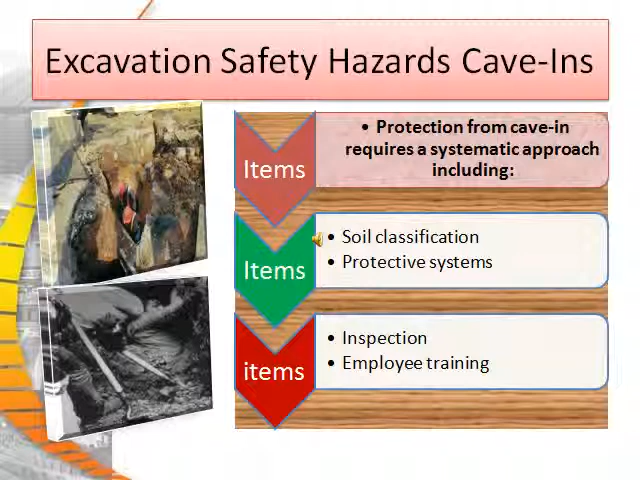 Excavation Safety Hazards Cave-Ins
Items
• Protection from cave-in
requires a systematic approach
including:
Items
• Soil classification
• Protective systems
items
• Inspection
• Employee training